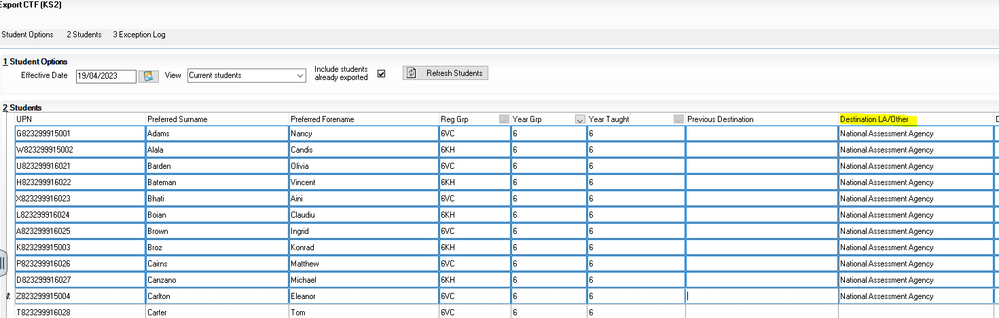 Export CTF (KS2)
Student Options 2 Students 3 Exception Log
1 Student Options
Effective Date 19/04/2023 View Current students Include students already exported Refresh Students
2 Students
UPN Preferred Surname Preferred Forename Reg Grp Year Grp Year Taught Previous Destination Destination LA/Other D
G823299915001 Adams Nancy 6VC 6 6 National Assessment Agency
W823299915002 Alala Candis 6KH 6 6 National Assessment Agency
U823299916021 Barden Olivia 6VC 6 6 National Assessment Agency
H823299916022 Bateman Vincent 6KH 6 6 National Assessment Agency
X823299916023 Bhati Aini 6VC 6 6 National Assessment Agency
L823299916024 Boian Claudiu 6KH 6 6 National Assessment Agency
A823299916025 Brown Ingrid 6VC 6 6 National Assessment Agency
K823299915003 Broz Konrad 6KH 6 6 National Assessment Agency
P823299916026 Cairns Matthew 6VC 6 6 National Assessment Agency
D823299916027 Canzano Michael 6KH 6 6 National Assessment Agency
Z823299915004 Carlton Eleanor 6VC 6 6 National Assessment Agency
T823299916028 Carter Tom 6VC 6 6